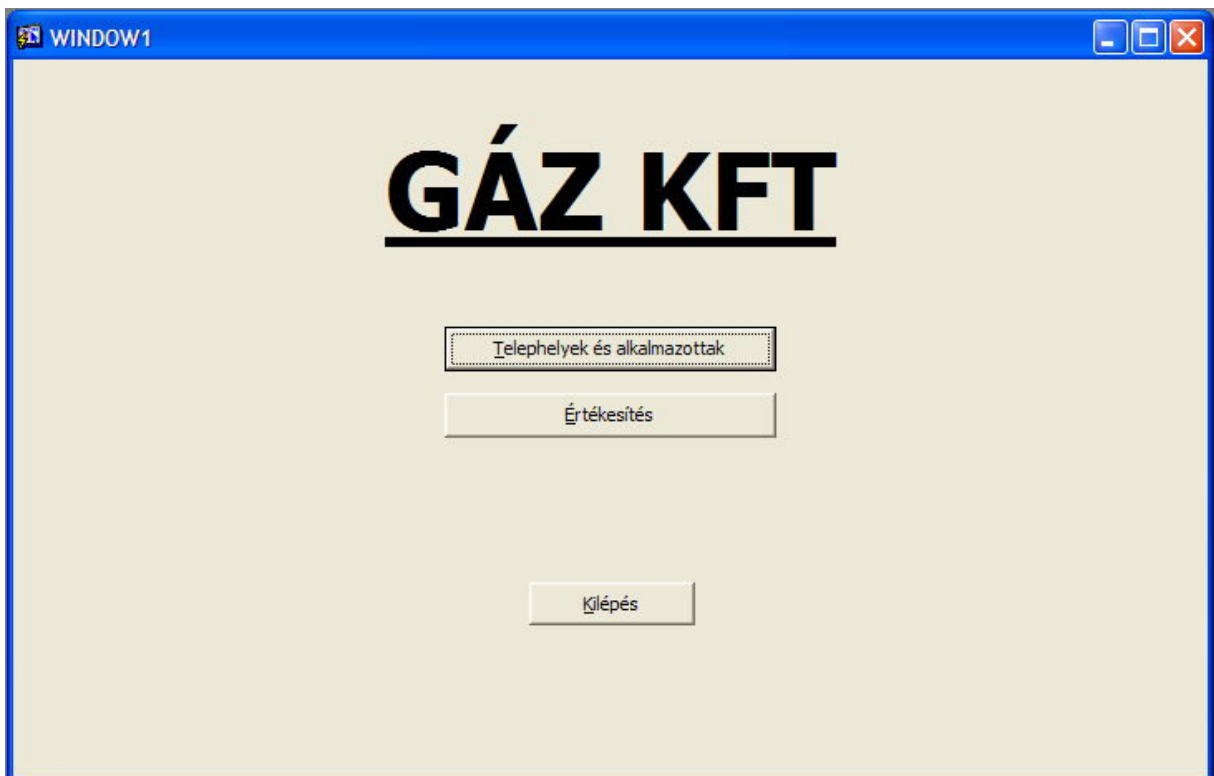 WINDOW1
GÁZ KFT
Telephelyek és alkalmazottak
Értékesítés
Kilépés